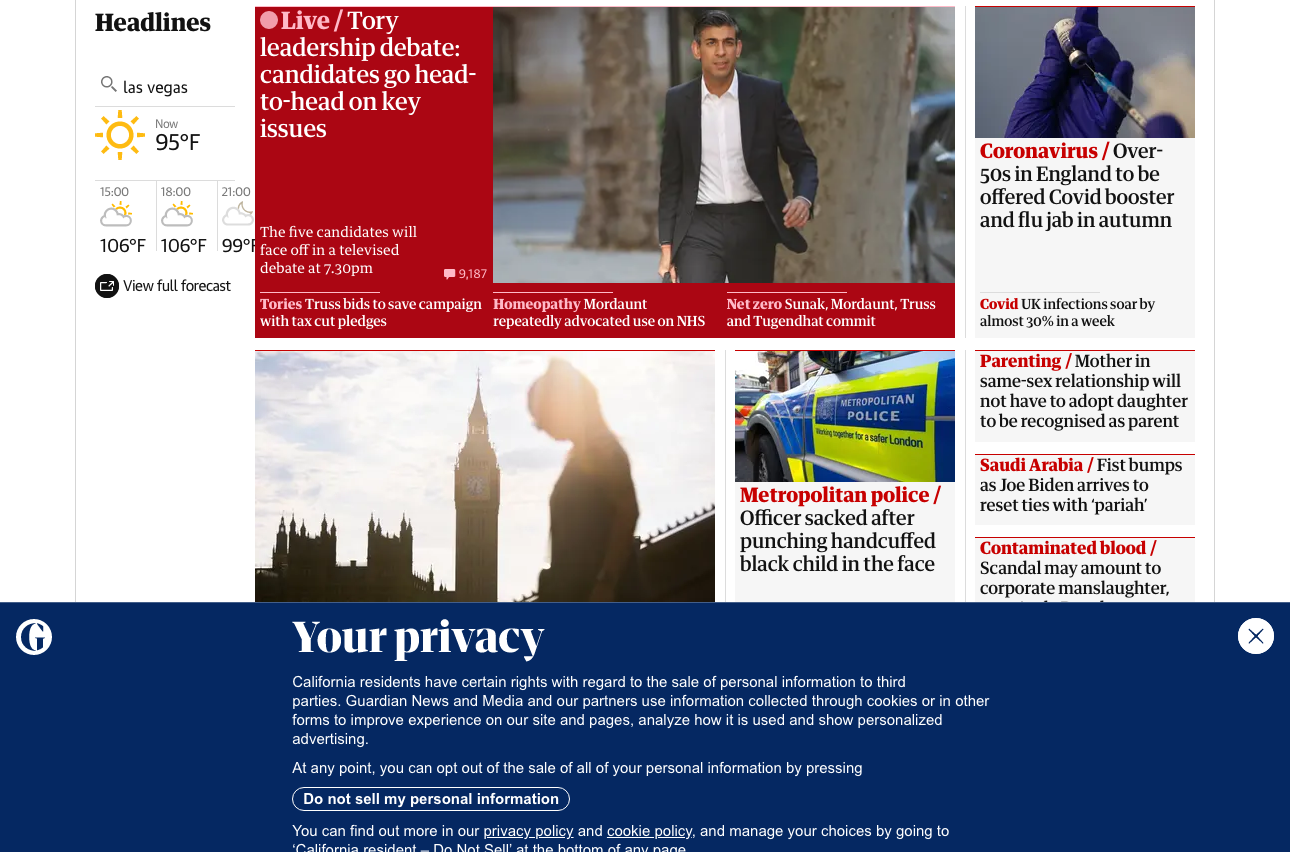 Headlines
las vegas
Now
95°F
15:00
18:00
21:00
106°F
106°F
99°F
View full forecast
Live / Tory
leadership debate:
candidates go head-
to-head on key
issues
The five candidates will
face off in a televised
debate at 7.30pm
9,187
Tories Truss bids to save campaign
with tax cut pledges
Homeopathy Mordaunt
repeatedly advocated use on NHS
Net zero Sunak, Mordaunt, Truss
and Tugendhat commit
Coronavirus / Over-
50s in England to be
offered Covid booster
and flu jab in autumn
Covid UK infections soar by
almost 30% in a week
METROPOLITAN
POLICE
Working together for a safer London
Metropolitan police /
Officer sacked after
punching handcuffed
black child in the face
Parenting / Mother in
same-sex relationship will
not have to adopt daughter
to be recognised as parent
Saudi Arabia / Fist bumps
as Joe Biden arrives to
reset ties with ‘pariah’
Contaminated blood /
Scandal may amount to
corporate manslaughter,
Your privacy
California residents have certain rights with regard to the sale of personal information to third
parties. Guardian News and Media and our partners use information collected through cookies or in other
forms to improve experience on our site and pages, analyze how it is used and show personalized
advertising.
At any point, you can opt out of the sale of all of your personal information by pressing
Do not sell my personal information
You can find out more in our privacy policy and cookie policy, and manage your choices by going to
‘California resident – Do Not Sell’ at the bottom of any page.